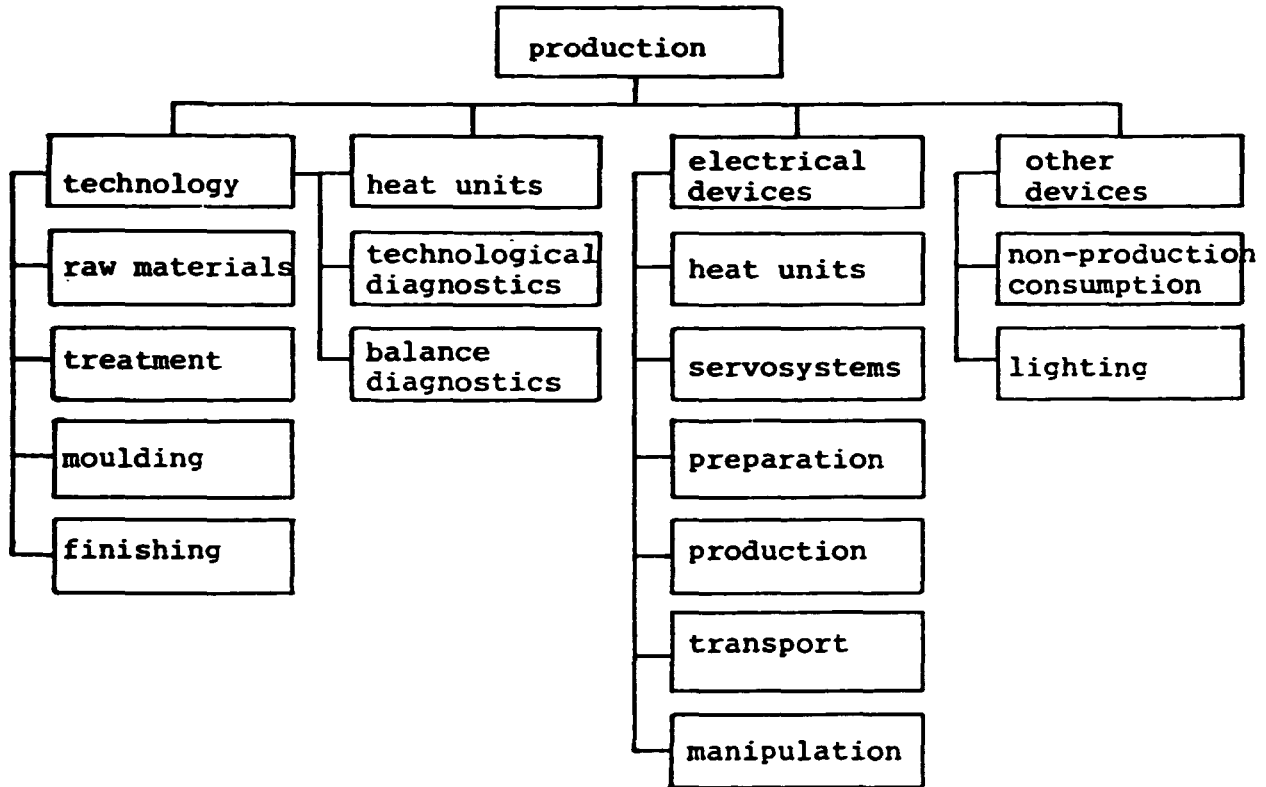 production
technology
raw materials
treatment
moulding
finishing
heat units
technological
diagnostics
balance
diagnostics
electrical
devices
heat units
servosystems
preparation
production
transport
manipulation
other
devices
non-production
consumption
lighting